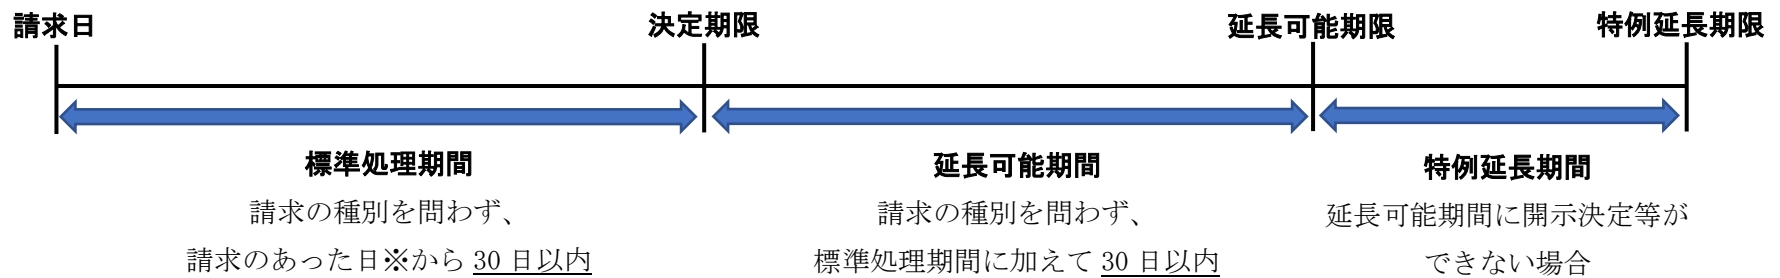 請求日
決定期限
延長可能期限
特例延長期限
標準処理期間
請求の種別を問わず、
請求のあった日※から 30 日以内
延長可能期間
請求の種別を問わず、
標準処理期間に加えて 30 日以内
特例延長期間
延長可能期間に開示決定等が
できない場合